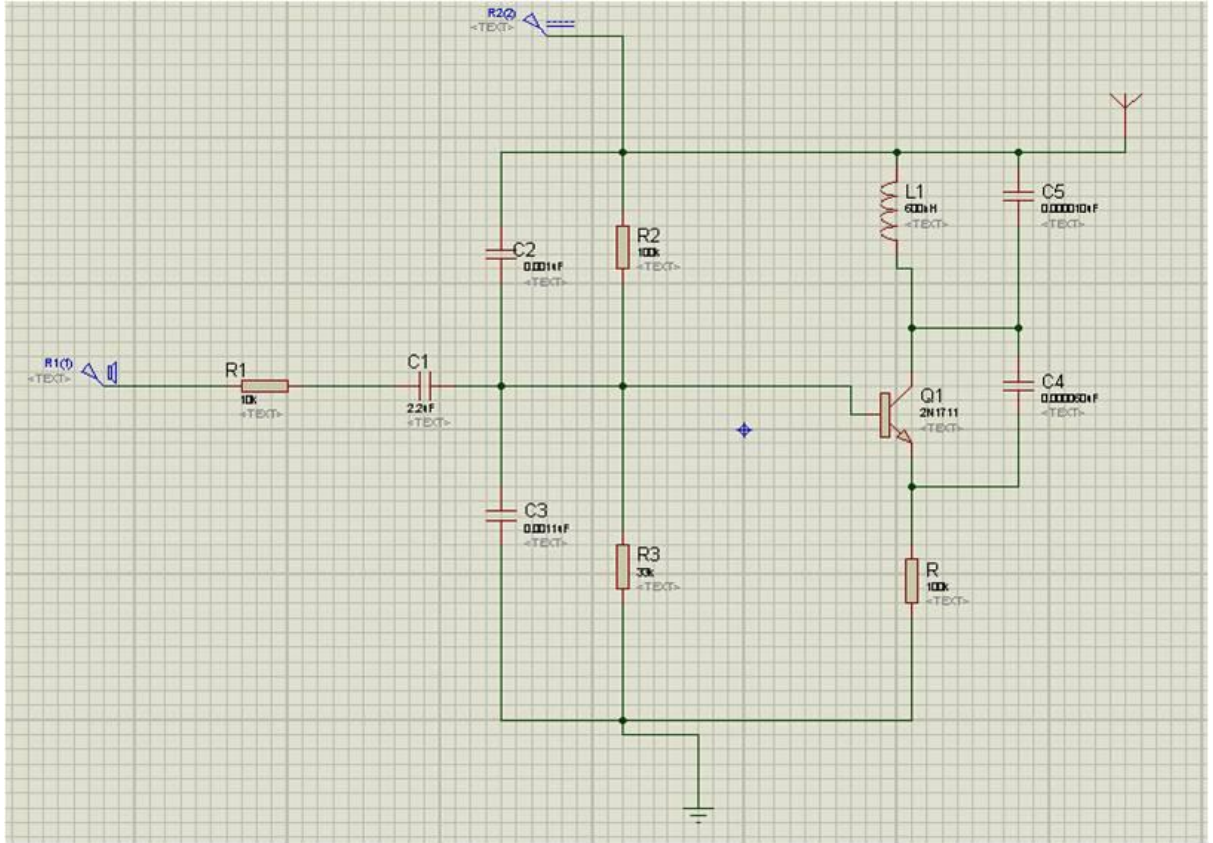 R2(2)
<TEXT>
L1
<TEXT>
C5
<TEXT>
R2
100k
<TEXT>
C2
<TEXT>
R1(1)
<TEXT>
R1
10k
<TEXT>
C1
<TEXT>
Q1
2N1711
<TEXT>
C4
<TEXT>
C3
<TEXT>
R3
33k
<TEXT>
R
100k
<TEXT>